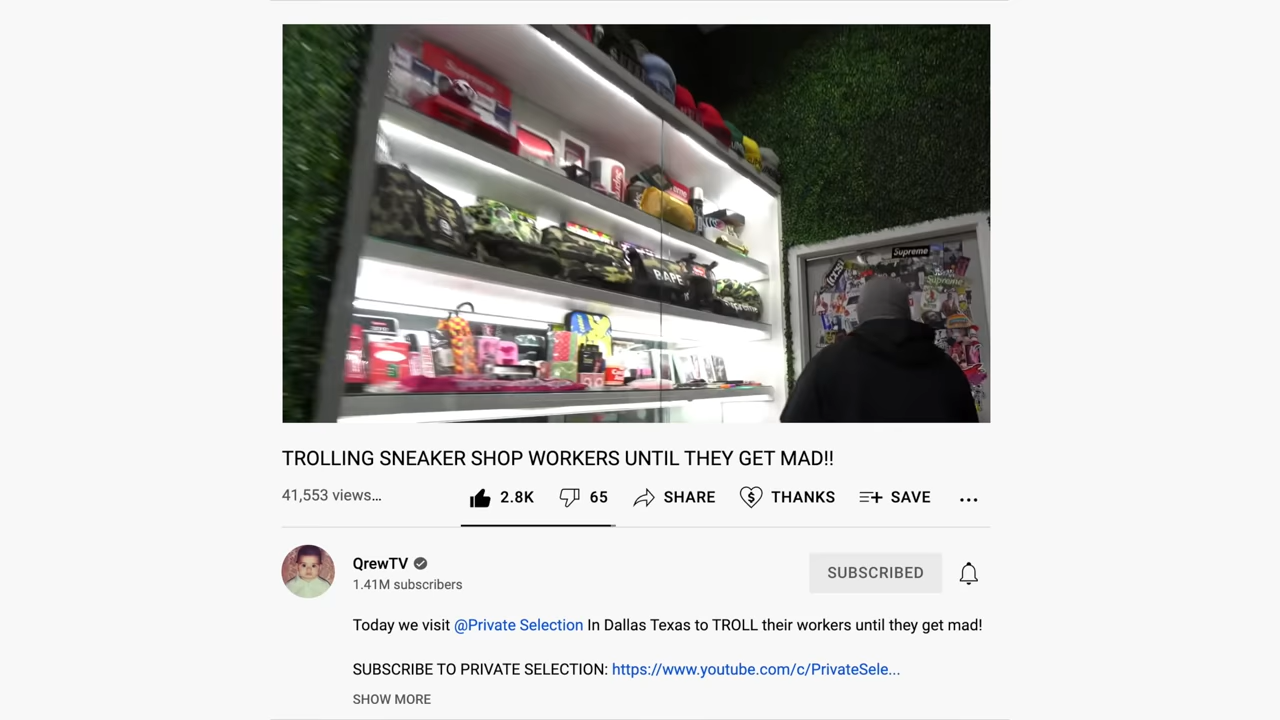 Supreme
BAPE
Supreme
Supreme
TROLLING SNEAKER SHOP WORKERS UNTIL THEY GET MAD!!
41,553 views...
2.8K
65
SHARE
THANKS
SAVE
QrewTV
1.41M subscribers
SUBSCRIBED
Today we visit @Private Selection In Dallas Texas to TROLL their workers until they get mad!
SUBSCRIBE TO PRIVATE SELECTION: https://www.youtube.com/c/PrivateSele...
SHOW MORE